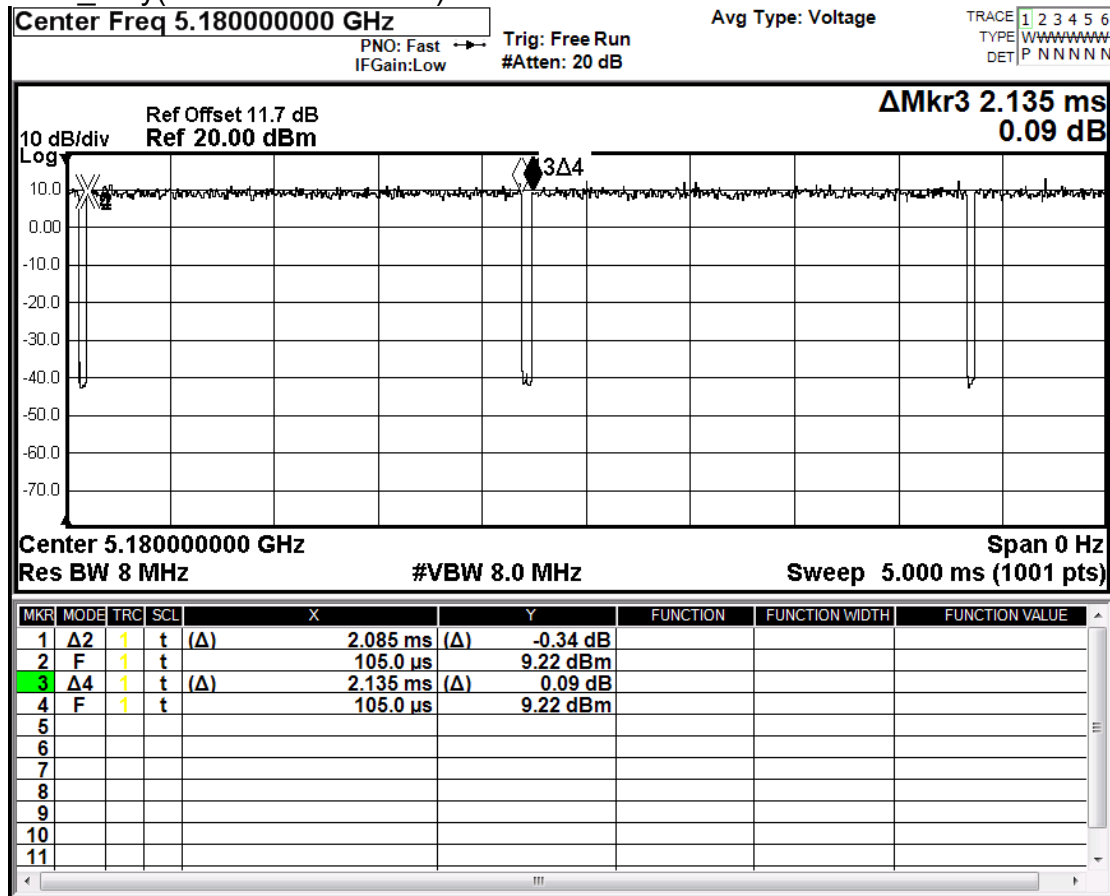 Center Freq 5.180000000 GHz
PNO: Fast
IFGain:Low
Trig: Free Run
#Atten: 20 dB
Avg Type: Voltage
TRACE 1 2 3 4 5 6
TYPE WWWWWW
DET P N N N N N
ΔMkr3 2.135 ms
0.09 dB
Ref Offset 11.7 dB
10 dB/div Ref 20.00 dBm
Log
3Δ4
10.0
2
0.00
-10.0
-20.0
-30.0
-40.0
-50.0
-60.0
-70.0
Center 5.180000000 GHz Span 0 Hz
Res BW 8 MHz #VBW 8.0 MHz Sweep 5.000 ms (1001 pts)
MKR MODE TRC SCL X Y FUNCTION FUNCTION WIDTH FUNCTION VALUE
1 Δ2 1 t (Δ) 2.085 ms (Δ) -0.34 dB
2 F 1 t 105.0 μs 9.22 dBm
3 Δ4 1 t (Δ) 2.135 ms (Δ) 0.09 dB
4 F 1 t 105.0 μs 9.22 dBm
5
6
7
8
9
10
11